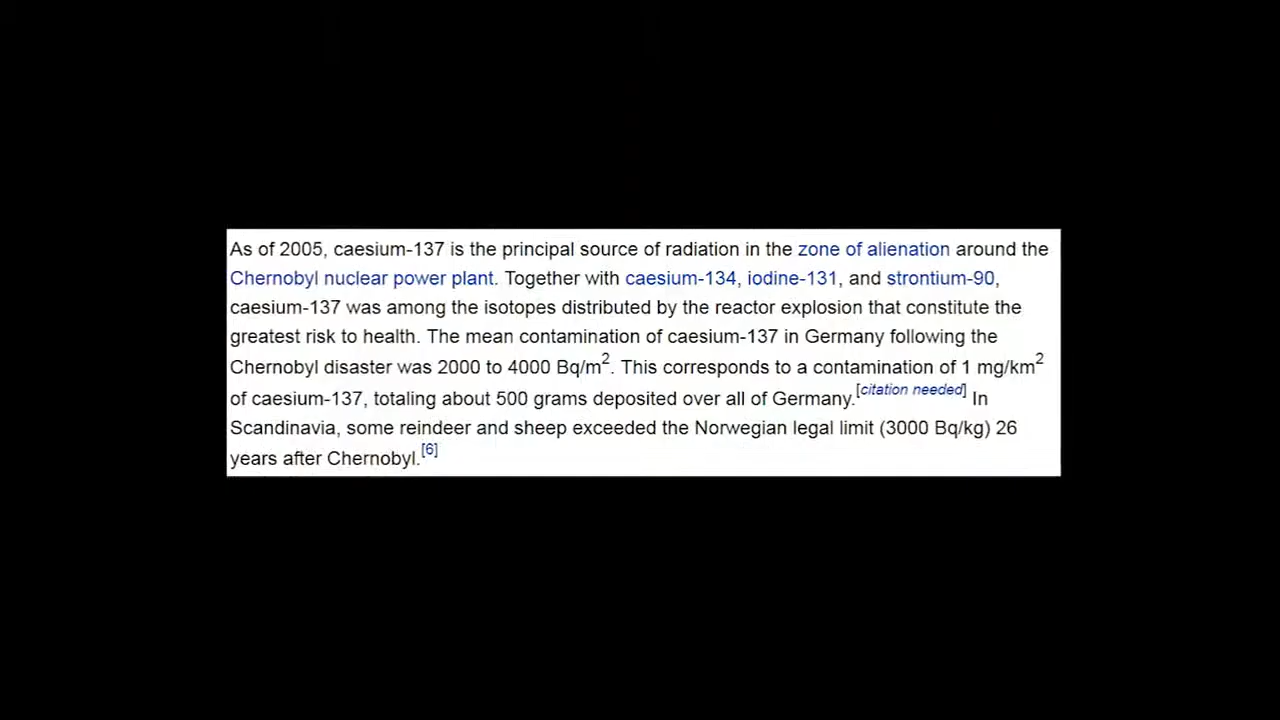 As of 2005, caesium-137 is the principal source of radiation in the zone of alienation around the
Chernobyl nuclear power plant. Together with caesium-134, iodine-131, and strontium-90,
caesium-137 was among the isotopes distributed by the reactor explosion that constitute the
greatest risk to health. The mean contamination of caesium-137 in Germany following the
Chernobyl disaster was 2000 to 4000 Bq/m². This corresponds to a contamination of 1 mg/km²
of caesium-137, totaling about 500 grams deposited over all of Germany.[citation needed] In
Scandinavia, some reindeer and sheep exceeded the Norwegian legal limit (3000 Bq/kg) 26
years after Chernobyl.[6]